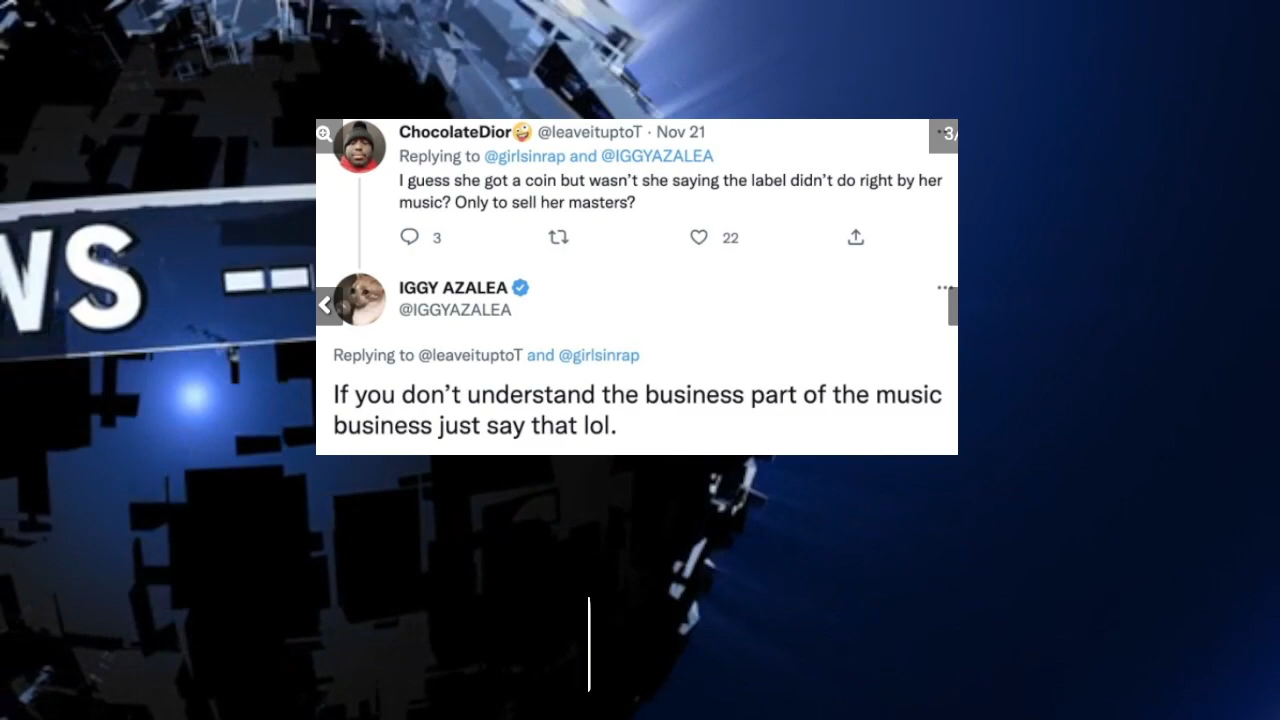 WS --
ChocolateDior🤪 @leaveituptoT · Nov 21
3/
Replying to @girlsinrap and @IGGYAZALEA
I guess she got a coin but wasn't she saying the label didn't do right by her
music? Only to sell her masters?
3 22
IGGY AZALEA
@IGGYAZALEA
Replying to @leaveituptoT and @girlsinrap
If you don't understand the business part of the music
business just say that lol.